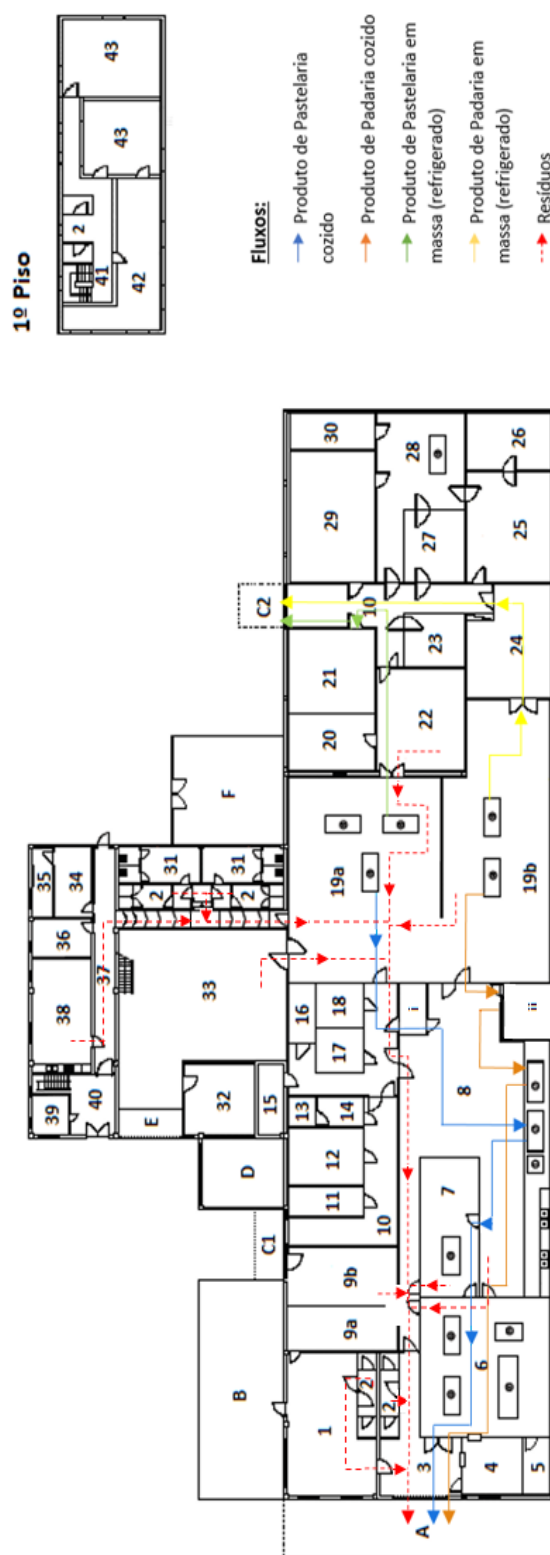 1º Piso
43
43
2
41
42
Fluxos:
Produto de Pastelaria
cozido
Produto de Padaria cozido
Produto de Pastelaria em
massa (refrigerado)
Produto de Padaria em
massa (refrigerado)
Resíduos
39
35
38
36
34
40
37
E
2
31
33
2
31
B
D
32
F
C1
15
C2
13
16
1
9a
9b
11
12
14
17
18
19a
20
21
10
29
30
2
2
10
i
22
23
27
28
A
3
6
7
8
ii
19b
24
25
26
4
5